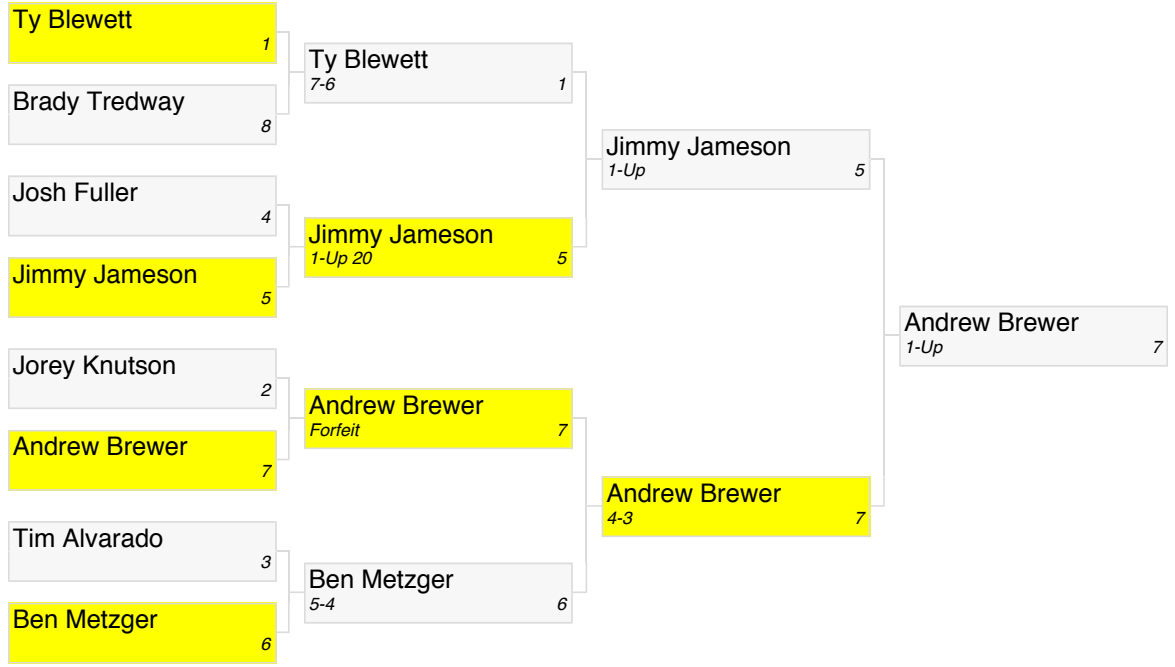 Ty Blewett
1
Brady Tredway
8
Josh Fuller
4
Jimmy Jameson
5
Jorey Knutson
2
Andrew Brewer
7
Tim Alvarado
3
Ben Metzger
6
Ty Blewett
7-6 1
Jimmy Jameson
1-Up 20 5
Andrew Brewer
Forfeit 7
Ben Metzger
5-4 6
Jimmy Jameson
1-Up 5
Andrew Brewer
4-3 7
Andrew Brewer
1-Up 7